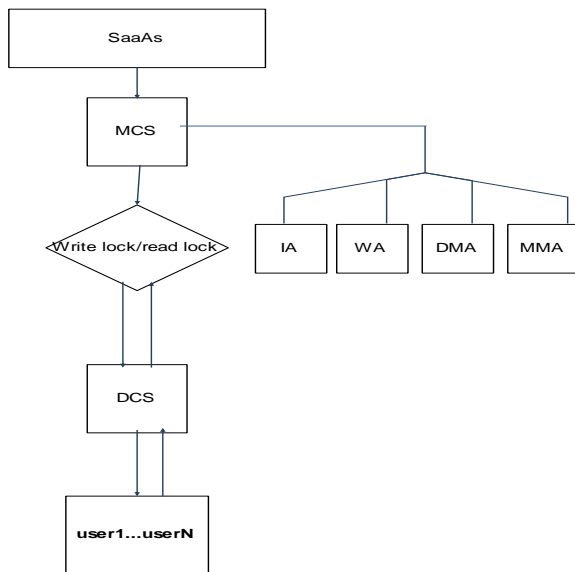 SaaAs
MCS
Write lock/read lock
IA
WA
DMA
MMA
DCS
user1...userN